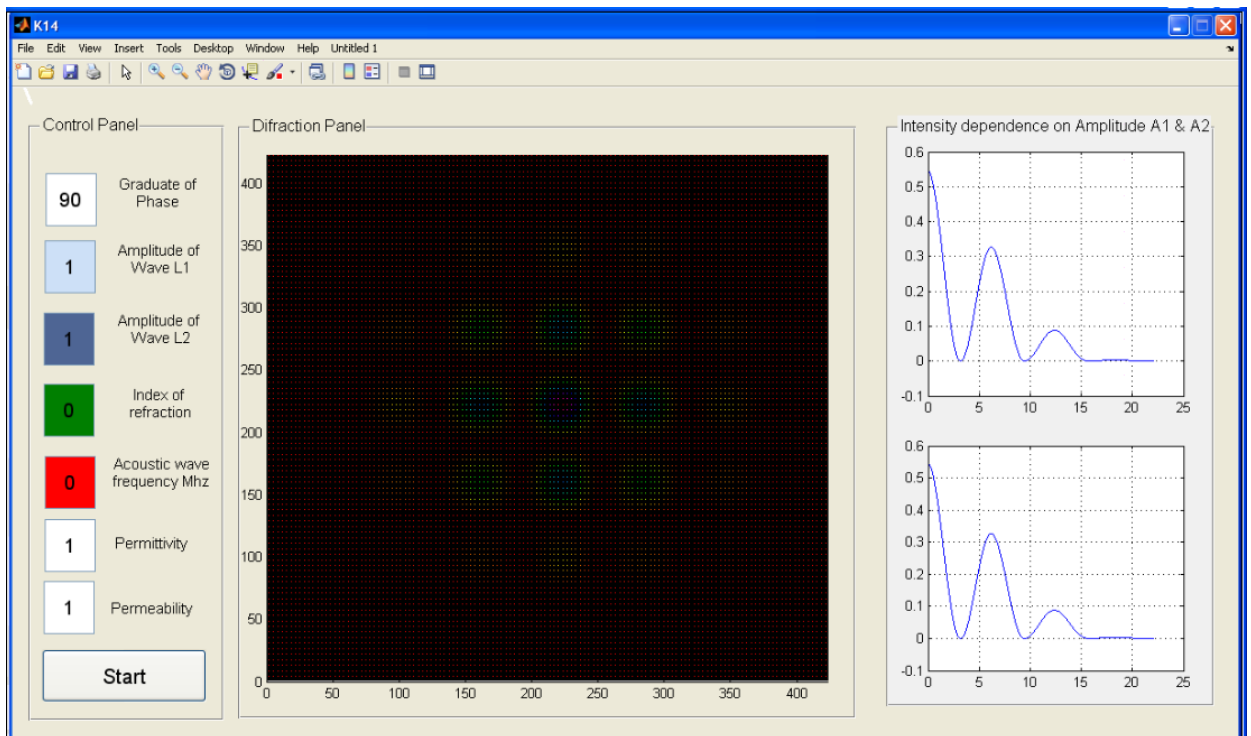 K14
File Edit View Insert Tools Desktop Window Help Untitled 1
Control Panel
90
Graduate of
Phase
1
Amplitude of
Wave L1
1
Amplitude of
Wave L2
0
Index of
refraction
0
Acoustic wave
frequency Mhz
1
Permittivity
1
Permeability
Start
Difraction Panel
400
350
300
250
200
150
100
50
0
0 50 100 150 200 250 300 350 400
Intensity dependence on Amplitude A1 & A2
0.6
0.5
0.4
0.3
0.2
0.1
0
-0.1
0 5 10 15 20 25
0.6
0.5
0.4
0.3
0.2
0.1
0
-0.1
0 5 10 15 20 25